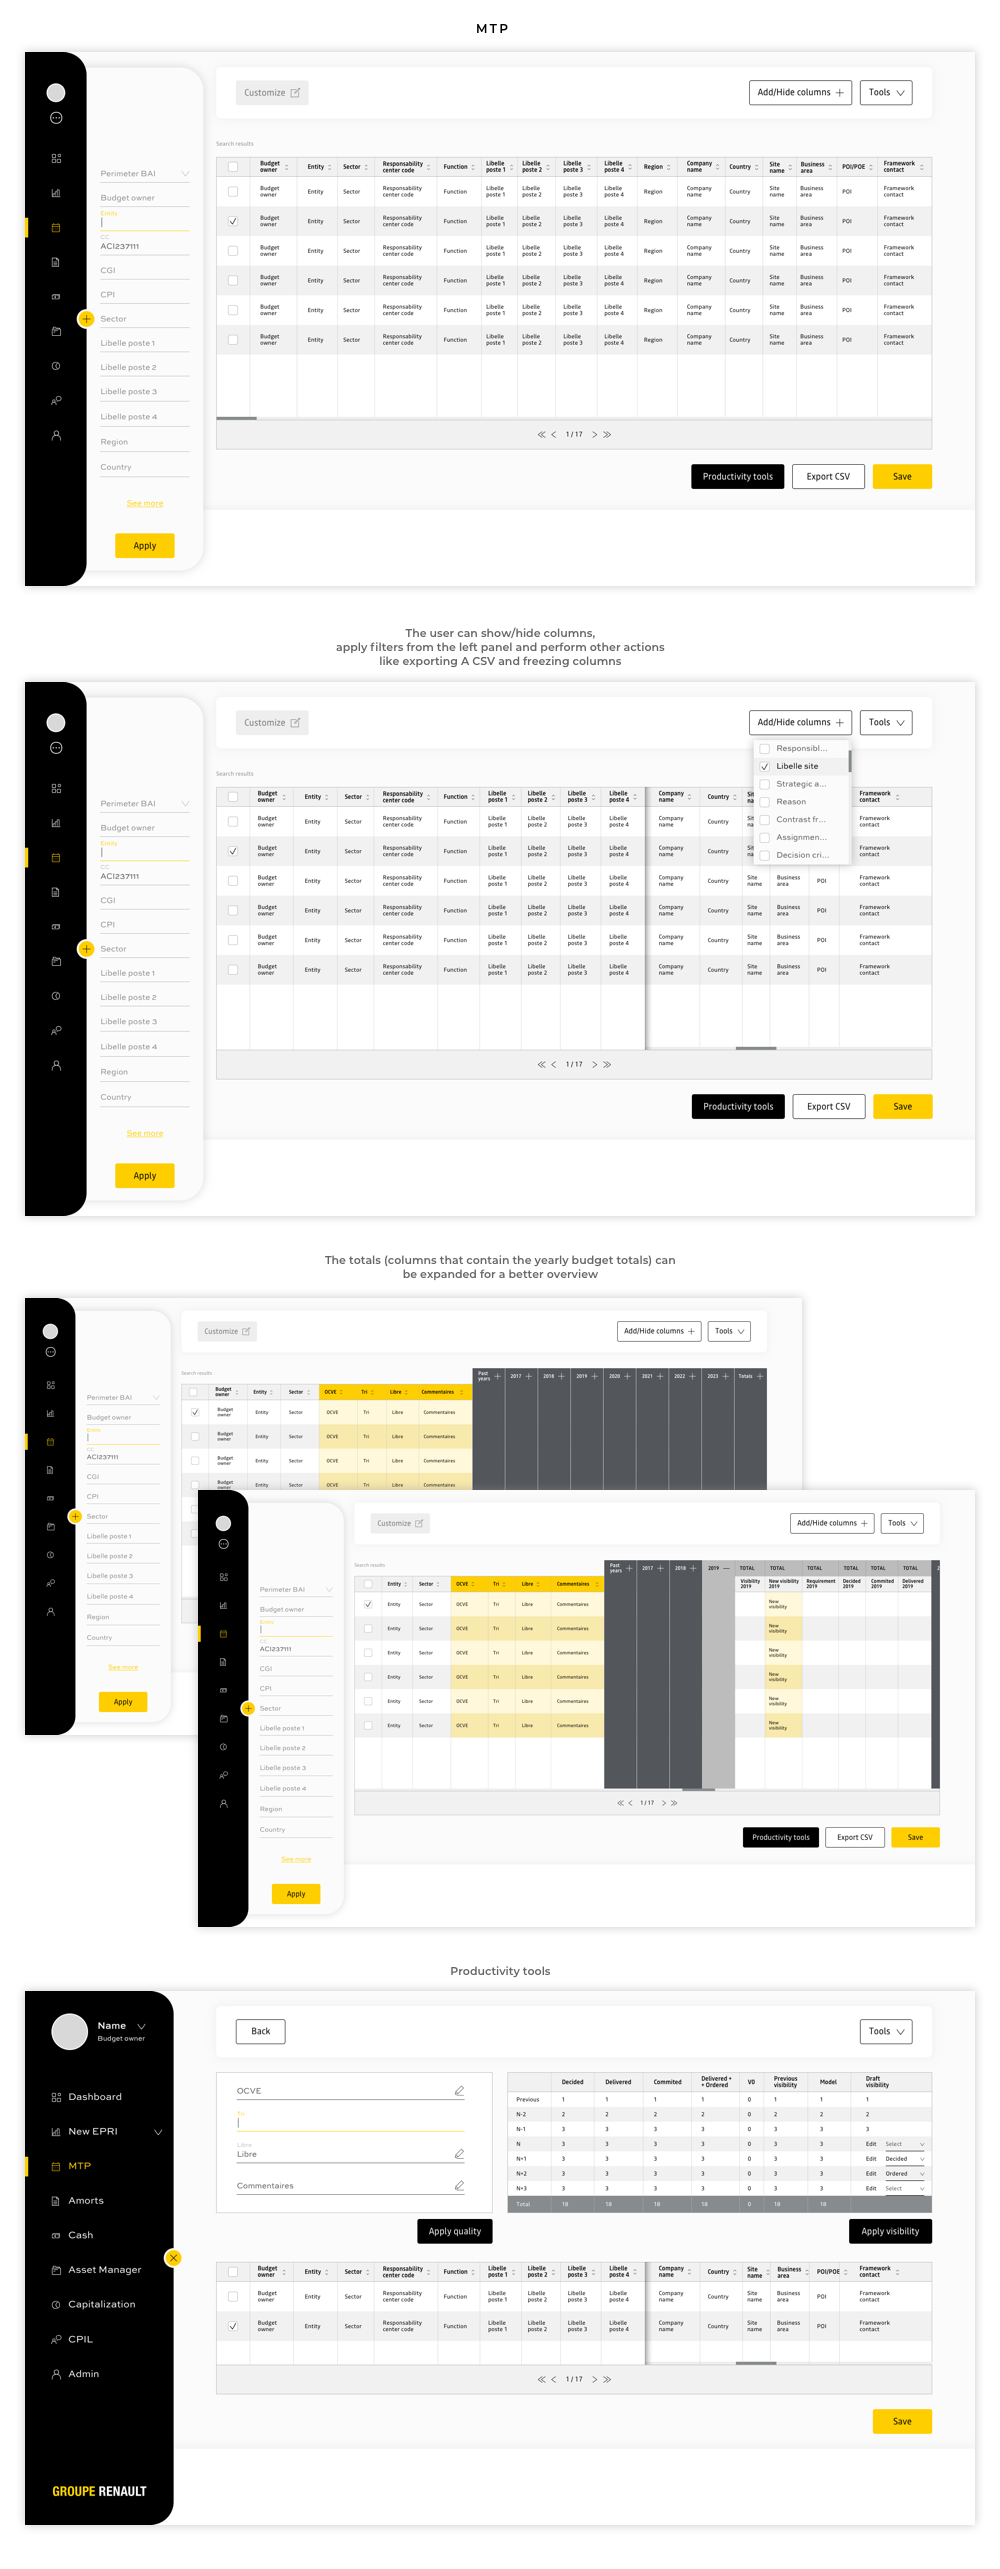 MTP
Customize
Add/Hide columns
Tools
Search results
Perimeter BAI
Budget owner
Entity
CC
ACI237111
CGI
CPI
Sector
Libelle poste 1
Libelle poste 2
Libelle poste 3
Libelle poste 4
Region
Country
See more
Apply
Budget owner Entity Sector Responsability center code Function Libelle poste 1 Libelle poste 2 Libelle poste 3 Libelle poste 4 Region Company name Country Site name Business area POI/POE Framework contact
Budget owner Entity Sector Responsability center code Function Libelle poste 1 Libelle poste 2 Libelle poste 3 Libelle poste 4 Region Company name Country Site name Business area POI Framework contact
Budget owner Entity Sector Responsability center code Function Libelle poste 1 Libelle poste 2 Libelle poste 3 Libelle poste 4 Region Company name Country Site name Business area POI Framework contact
Budget owner Entity Sector Responsability center code Function Libelle poste 1 Libelle poste 2 Libelle poste 3 Libelle poste 4 Region Company name Country Site name Business area POI Framework contact
Budget owner Entity Sector Responsability center code Function Libelle poste 1 Libelle poste 2 Libelle poste 3 Libelle poste 4 Region Company name Country Site name Business area POI Framework contact
Budget owner Entity Sector Responsability center code Function Libelle poste 1 Libelle poste 2 Libelle poste 3 Libelle poste 4 Region Company name Country Site name Business area POI Framework contact
Budget owner Entity Sector Responsability center code Function Libelle poste 1 Libelle poste 2 Libelle poste 3 Libelle poste 4 Region Company name Country Site name Business area POI Framework contact
1 / 17
Productivity tools
Export CSV
Save
The user can show/hide columns,
apply filters from the left panel and perform other actions
like exporting A CSV and freezing columns
Customize
Add/Hide columns
Tools
Responsibl...
Libelle site
Strategic a...
Reason
Contrast fr...
Assignmen...
Decision cri...
Search results
Perimeter BAI
Budget owner
Entity
CC
ACI237111
CGI
CPI
Sector
Libelle poste 1
Libelle poste 2
Libelle poste 3
Libelle poste 4
Region
Country
See more
Apply
Budget owner Entity Sector Responsability center code Function Libelle poste 1 Libelle poste 2 Libelle poste 3 Libelle poste 4 Company name Country Framework contact
Budget owner Entity Sector Responsability center code Function Libelle poste 1 Libelle poste 2 Libelle poste 3 Libelle poste 4 Company name Country Framework contact
Budget owner Entity Sector Responsability center code Function Libelle poste 1 Libelle poste 2 Libelle poste 3 Libelle poste 4 Company name Country Framework contact
Budget owner Entity Sector Responsability center code Function Libelle poste 1 Libelle poste 2 Libelle poste 3 Libelle poste 4 Company name Country Site name Business area POI Framework contact
Budget owner Entity Sector Responsability center code Function Libelle poste 1 Libelle poste 2 Libelle poste 3 Libelle poste 4 Company name Country Site name Business area POI Framework contact
Budget owner Entity Sector Responsability center code Function Libelle poste 1 Libelle poste 2 Libelle poste 3 Libelle poste 4 Company name Country Site name Business area POI Framework contact
Budget owner Entity Sector Responsability center code Function Libelle poste 1 Libelle poste 2 Libelle poste 3 Libelle poste 4 Company name Country Site name Business area POI Framework contact
1 / 17
Productivity tools
Export CSV
Save
The totals (columns that contain the yearly budget totals) can
be expanded for a better overview
Customize
Add/Hide columns
Tools
Search results
Past years 2017 2018 2019 2020 2021 2022 2023 Totals
Budget owner Entity Sector OCVE Tri Libre Commentaires
Budget owner Entity Sector OCVE Tri Libre Commentaires
Budget owner Entity Sector OCVE Tri Libre Commentaires
Budget owner Entity Sector OCVE Tri Libre Commentaires
Budget owner Entity Sector OCVE Tri Libre Commentaires
Perimeter BAI
Budget owner
Entity
CC
ACI237111
CGI
CPI
Sector
Libelle poste 1
Libelle poste 2
Libelle poste 3
Libelle poste 4
Region
Country
See more
Apply
Customize
Add/Hide columns
Tools
Search results
Past years 2017 2018 2019 TOTAL TOTAL TOTAL TOTAL TOTAL TOTAL
Entity Sector OCVE Tri Libre Commentaires Visibility 2019 New visibility 2019 Requirement 2019 Decided 2019 Commited 2019 Delivered 2019
Entity Sector OCVE Tri Libre Commentaires New visibility
Entity Sector OCVE Tri Libre Commentaires New visibility
Entity Sector OCVE Tri Libre Commentaires New visibility
Entity Sector OCVE Tri Libre Commentaires New visibility
Entity Sector OCVE Tri Libre Commentaires New visibility
Entity Sector OCVE Tri Libre Commentaires New visibility
Perimeter BAI
Budget owner
Entity
CC
ACI237111
CGI
CPI
Sector
Libelle poste 1
Libelle poste 2
Libelle poste 3
Libelle poste 4
Region
Country
See more
Apply
1 / 17
Productivity tools
Export CSV
Save
Productivity tools
Name
Budget owner
Dashboard
New EPRI
MTP
Amorts
Cash
Asset Manager
Capitalization
CPIL
Admin
GROUPE RENAULT
Back
Tools
OCVE
Tri
Libre
Libre
Commentaires
Apply quality
Decided Delivered Commited Delivered + + Ordered V0 Previous visibility Model Draft visibility
Previous 1 1 1 1 0 1 1 1
N-2 2 2 2 2 0 2 2 2
N-1 3 3 3 3 0 3 3 3
N 3 3 3 3 0 3 3 Edit Select
N+1 3 3 3 3 0 3 3 Edit Decided
N+2 3 3 3 3 0 3 3 Edit Ordered
N+3 3 3 3 3 0 3 3 Edit Select
Total 18 18 18 18 0 18 18
Apply visibility
Budget owner Entity Sector Responsability center code Function Libelle poste 1 Libelle poste 2 Libelle poste 3 Libelle poste 4 Company name Country Site name Business area POI/POE Framework contact
Budget owner Entity Sector Responsability center code Function Libelle poste 1 Libelle poste 2 Libelle poste 3 Libelle poste 4 Company name Country Site name Business area POI Framework contact
Budget owner Entity Sector Responsability center code Function Libelle poste 1 Libelle poste 2 Libelle poste 3 Libelle poste 4 Company name Country Site name Business area POI Framework contact
1 / 17
Save